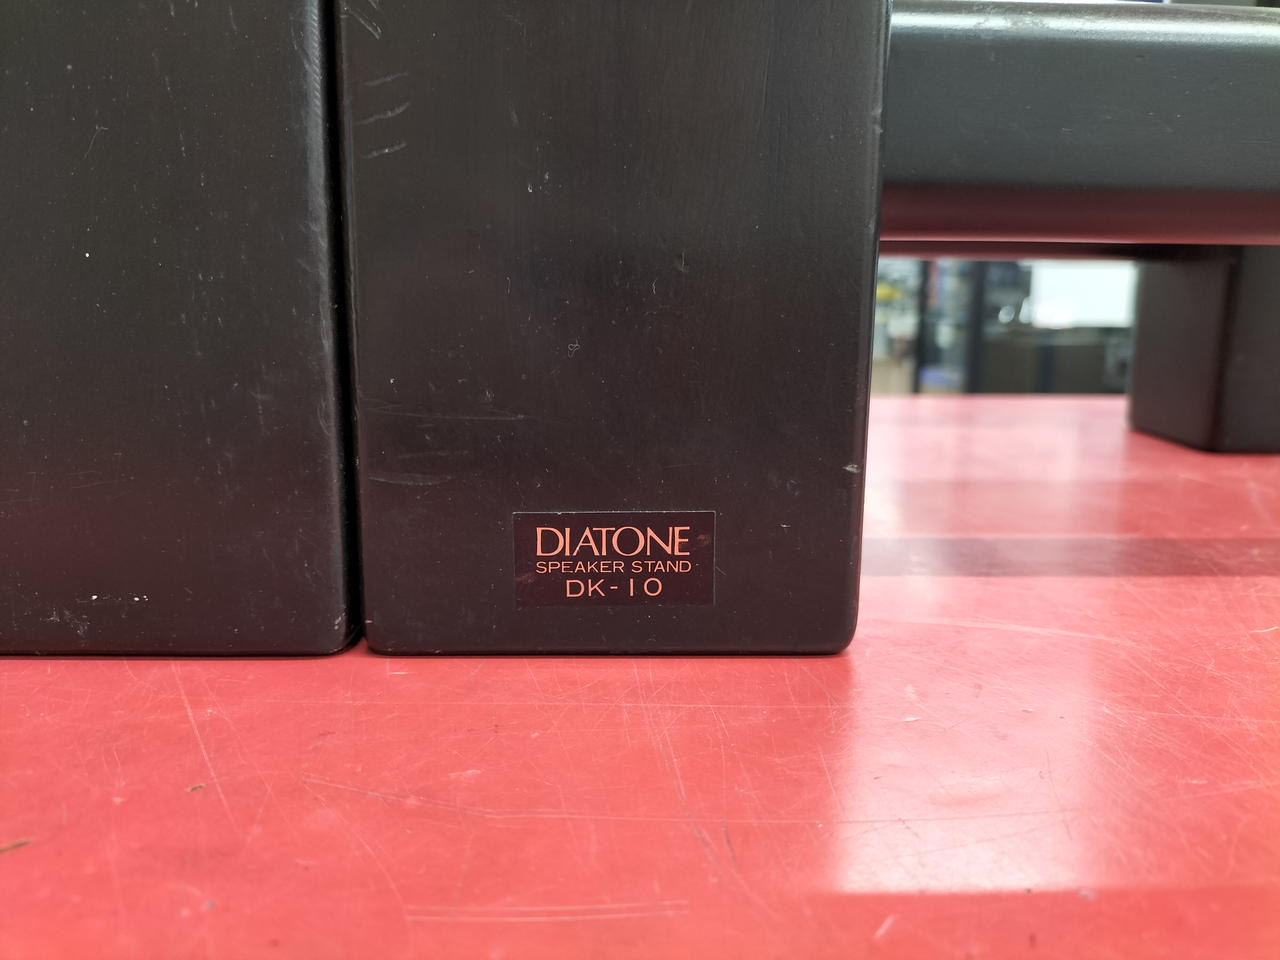 DIATONE
SPEAKER STAND
DK-10